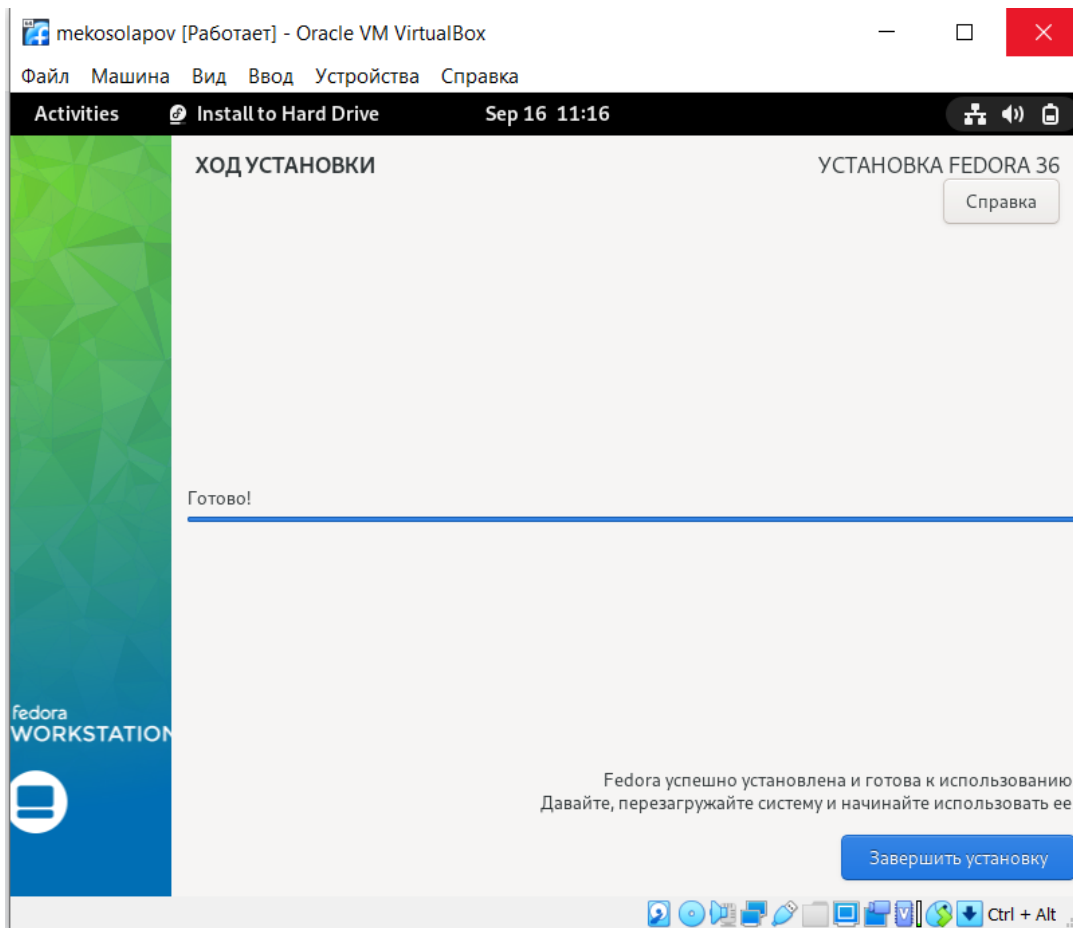 mekosolapov [Работает] - Oracle VM VirtualBox
Файл Машина Вид Ввод Устройства Справка
Activities Install to Hard Drive Sep 16 11:16
ХОД УСТАНОВКИ УСТАНОВКА FEDORA 36
Справка
Готово!
fedora
WORKSTATION
Fedora успешно установлена и готова к использованию
Давайте, перезагружайте систему и начинайте использовать ее
Завершить установку
Ctrl + Alt